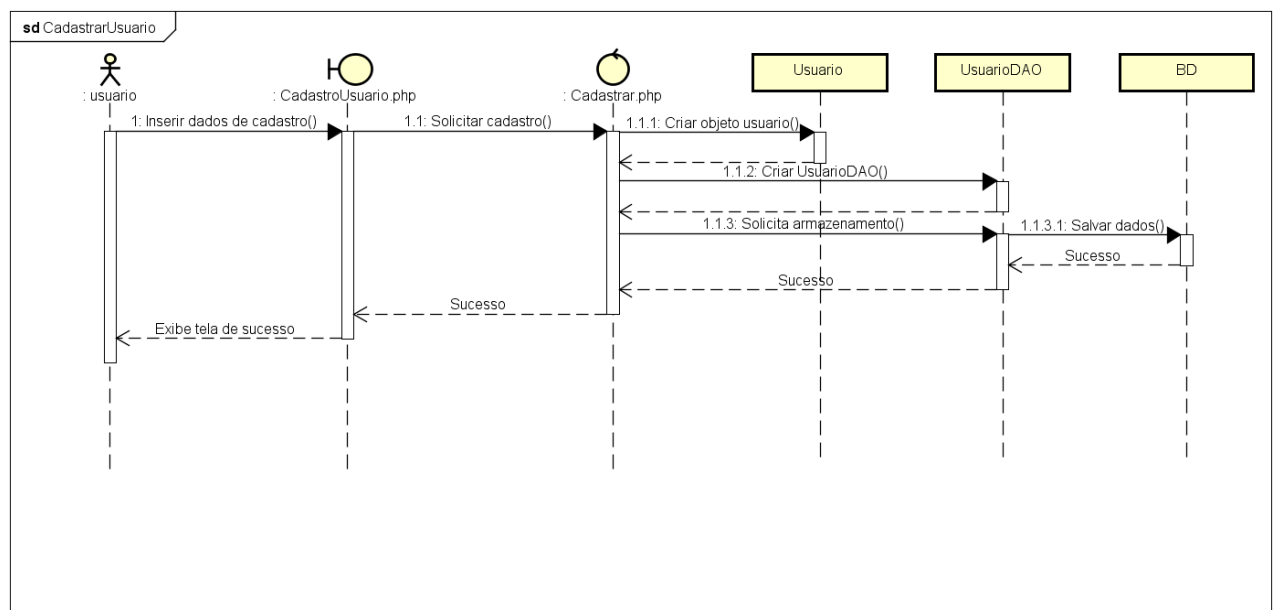 sd CadastrarUsuario
: usuario
: CadastroUsuario.php
: Cadastrar.php
Usuario
UsuarioDAO
BD
1: Inserir dados de cadastro()
1.1: Solicitar cadastro()
1.1.1: Criar objeto usuario()
1.1.2: Criar UsuarioDAO()
1.1.3: Solicita armazenamento()
1.1.3.1: Salvar dados()
Sucesso
Sucesso
Sucesso
Exibe tela de sucesso